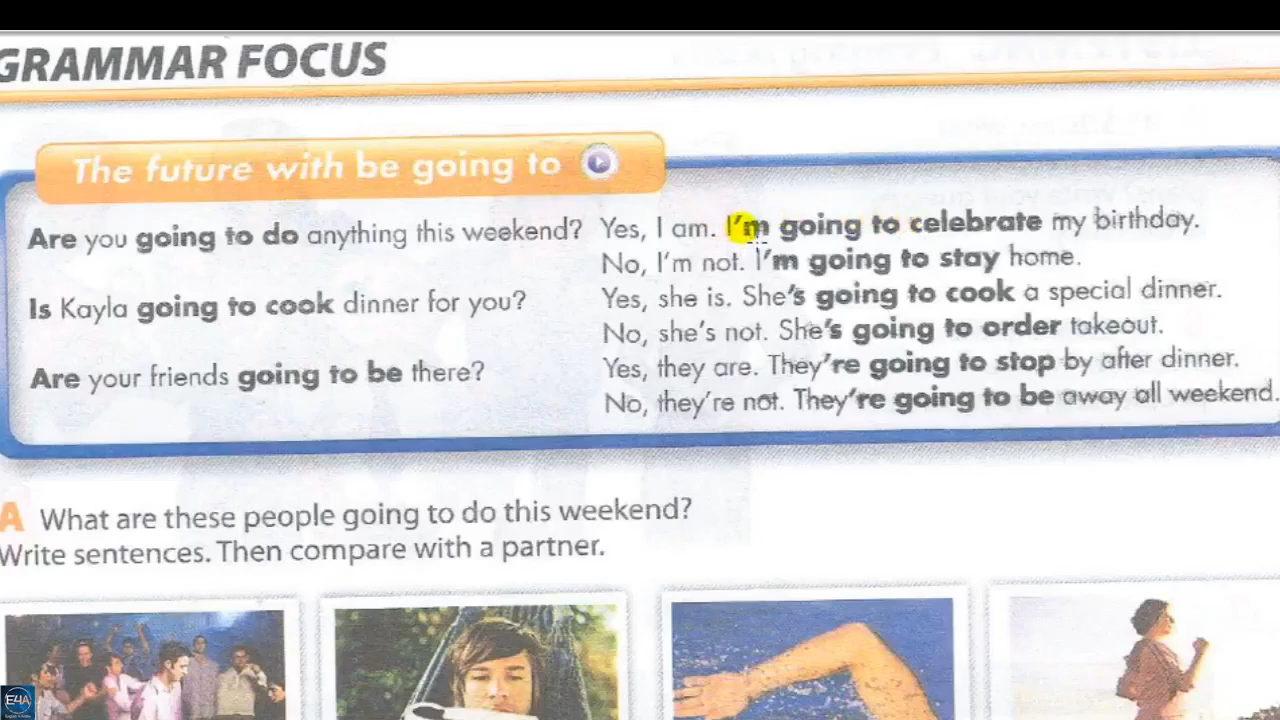 GRAMMAR FOCUS
The future with be going to
Are you going to do anything this weekend? Yes, I am. I'm going to celebrate my birthday.
No, I'm not. I'm going to stay home.
Is Kayla going to cook dinner for you? Yes, she is. She's going to cook a special dinner.
No, she's not. She's going to order takeout.
Are your friends going to be there? Yes, they are. They're going to stop by after dinner.
No, they're not. They're going to be away all weekend.
A What are these people going to do this weekend?
Write sentences. Then compare with a partner.
E4A